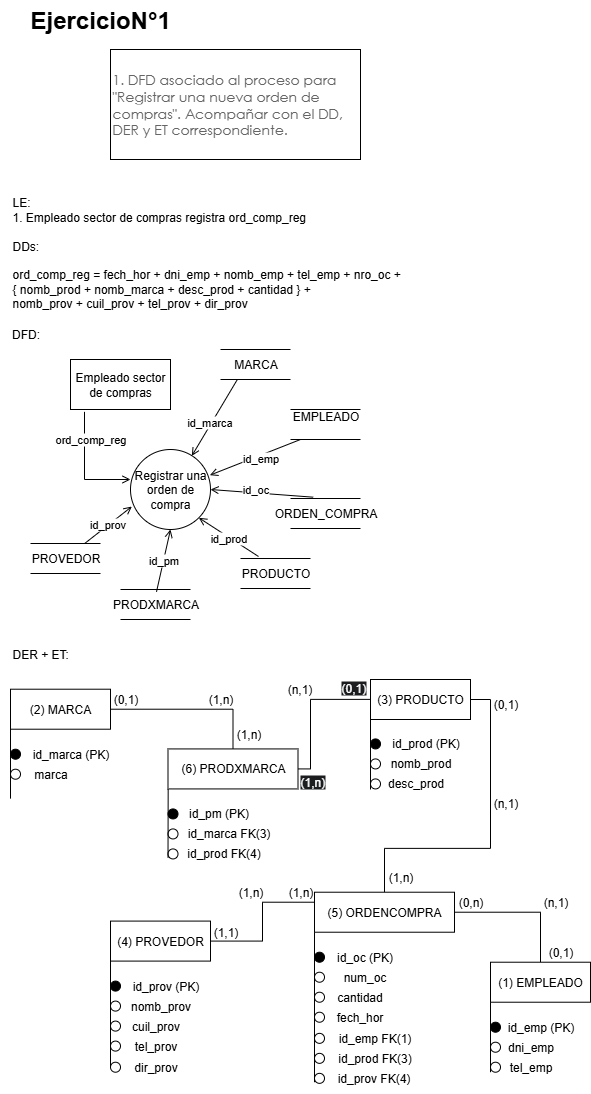 EjercicioN°1
1. DFD asociado al proceso para
"Registrar una nueva orden de
compras". Acompañar con el DD,
DER y ET correspondiente.
LE:
1. Empleado sector de compras registra ord_comp_reg
DDs:
ord_comp_reg = fech_hor + dni_emp + nomb_emp + tel_emp + nro_oc +
{ nomb_prod + nomb_marca + desc_prod + cantidad } +
nomb_prov + cuil_prov + tel_prov + dir_prov
DFD:
MARCA
Empleado sector
de compras
EMPLEADO
id_marca
ord_comp_reg
id_emp
Registrar una
orden de
compra
id_oc
ORDEN_COMPRA
id_prov
id_prod
PROVEDOR
id_pm
PRODUCTO
PRODXMARCA
DER + ET:
(2) MARCA
(0,1)
(1,n)
(1,n)
(n,1)
(0,1)
(3) PRODUCTO
(0,1)
id_marca (PK)
marca
(6) PRODXMARCA
(1,n)
id_prod (PK)
nomb_prod
desc_prod
id_pm (PK)
id_marca FK(3)
id_prod FK(4)
(n,1)
(1,n)
(1,n)
(1,n)
(5) ORDENCOMPRA
(0,n)
(n,1)
(4) PROVEDOR
(1,1)
(0,1)
(1) EMPLEADO
id_prov (PK)
nomb_prov
cuil_prov
tel_prov
dir_prov
id_oc (PK)
num_oc
cantidad
fech_hor
id_emp FK(1)
id_prod FK(3)
id_prov FK(4)
id_emp (PK)
dni_emp
tel_emp